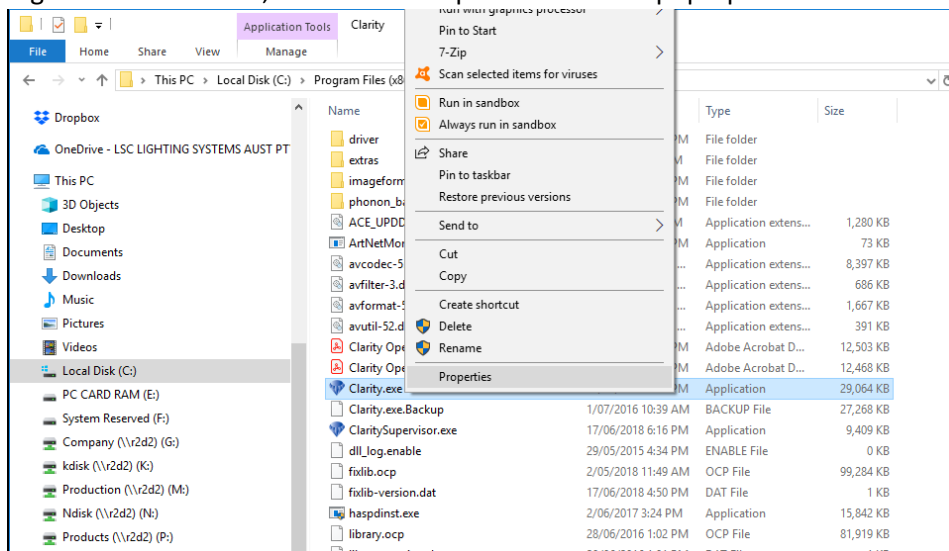 Application Tools Clarity
File Home Share View Manage
This PC > Local Disk (C:) > Program Files (x8
Run with graphics processor
Pin to Start
7-Zip
Scan selected items for viruses
Run in sandbox
Always run in sandbox
Share
Pin to taskbar
Restore previous versions
Send to
Cut
Copy
Create shortcut
Delete
Rename
Properties
Dropbox
OneDrive - LSC LIGHTING SYSTEMS AUST PT
This PC
3D Objects
Desktop
Documents
Downloads
Music
Pictures
Videos
Local Disk (C:)
PC CARD RAM (E:)
System Reserved (F:)
Company (\\r2d2) (G:)
kdisk (\\r2d2) (K:)
Production (\\r2d2) (M:)
Ndisk (\\r2d2) (N:)
Products (\\r2d2) (P:)
Name Type Size
driver PM File folder
extras M File folder
imageform PM File folder
phonon_ba PM File folder
ACE_UPDD M Application extens... 1,280 KB
ArtNetMor PM Application 73 KB
avcodec-5 ... Application extens... 8,397 KB
avfilter-3.d ... Application extens... 686 KB
avformat-5 ... Application extens... 1,667 KB
avutil-52.d ... Application extens... 391 KB
Clarity Ope PM Adobe Acrobat D... 12,503 KB
Clarity Ope PM Adobe Acrobat D... 12,468 KB
Clarity.exe PM Application 29,064 KB
Clarity.exe.Backup 1/07/2016 10:39 AM BACKUP File 27,268 KB
ClaritySupervisor.exe 17/06/2018 6:16 PM Application 9,409 KB
dll_log.enable 29/05/2015 4:34 PM ENABLE File 0 KB
fixlib.ocp 2/05/2018 11:49 AM OCP File 99,284 KB
fixlib-version.dat 17/06/2018 4:50 PM DAT File 1 KB
haspdinst.exe 2/06/2017 3:24 PM Application 15,842 KB
library.ocp 28/06/2016 1:02 PM OCP File 81,919 KB